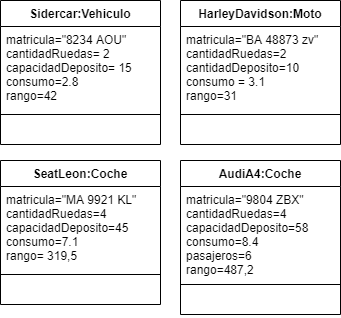 Sidercar:Vehiculo
matricula="8234 AOU"
cantidadRuedas= 2
capacidadDeposito= 15
consumo=2.8
rango=42
HarleyDavidson:Moto
matricula="BA 48873 zv"
cantidadRuedas=2
cantidadDeposito=10
consumo = 3.1
rango=31
SeatLeon:Coche
matricula="MA 9921 KL"
cantidadRuedas=4
capacidadDeposito=45
consumo=7.1
rango= 319,5
AudiA4:Coche
matricula="9804 ZBX"
cantidadRuedas=4
capacidadDeposito=58
consumo=8.4
pasajeros=6
rango=487,2